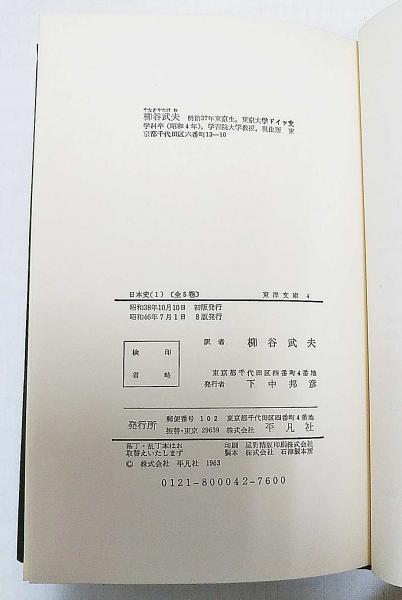 柳谷武夫 明治37年東京生，東京大学ドイツ文
学科卒（昭和4年），学習院大学教授，現住所 東
京都千代田区六番町13—10
日本史(1)〔全5巻〕 東洋文庫 4
昭和38年10月10日 初版発行
昭和46年7月1日 8版発行
訳者 柳谷武夫
検印
省略
東京都千代田区四番町4番地
発行者 下中邦彦
発行所 郵便番号 102 東京都千代田区四番町4番地
振替・東京 29639 株式会社 平凡社
落丁・乱丁本はお
取替えいたします
印刷 印刷株式会社
製本 株式会社 石津製本所
© 株式会社 平凡社 1963
0121-800042-7600